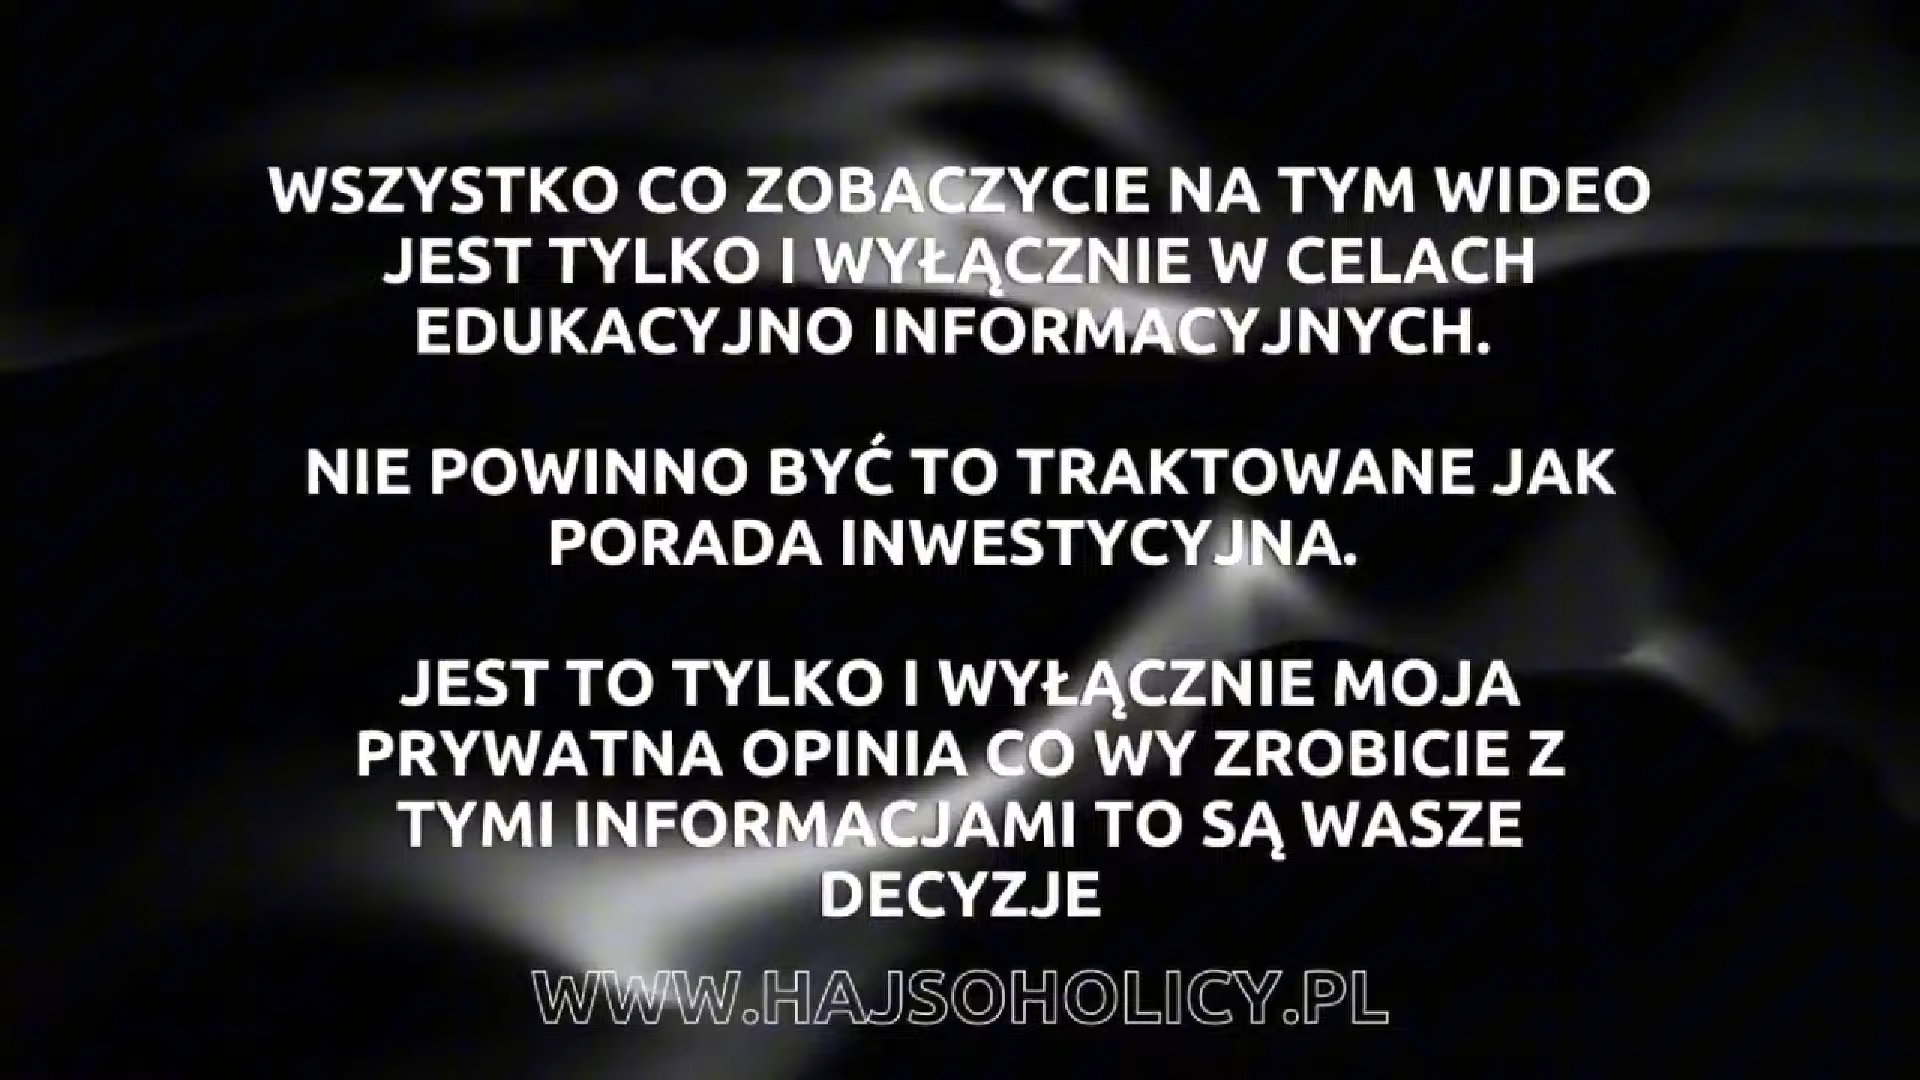 WSZYSTKO CO ZOBACZYCIE NA TYM WIDEO
JEST TYLKO I WYŁĄCZNIE W CELACH
EDUKACYJNO INFORMACYJNYCH.
NIE POWINNO BYĆ TO TRAKTOWANE JAK
PORADA INWESTYCYJNA.
JEST TO TYLKO I WYŁĄCZNIE MOJA
PRYWATNA OPINIA CO WY ZROBICIE Z
TYMI INFORMACJAMI TO SĄ WASZE
DECYZJE
WWW.HAJSOHOLICY.PL